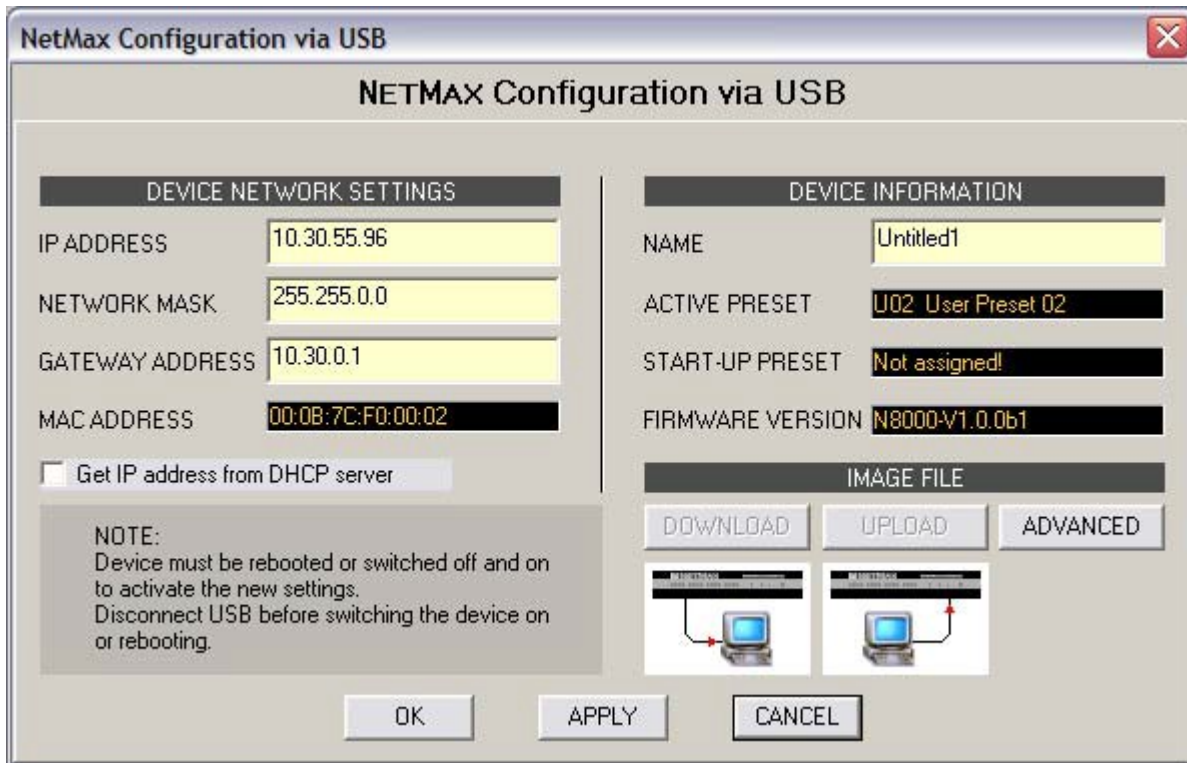 NetMax Configuration via USB
NETMAX Configuration via USB
DEVICE NETWORK SETTINGS
IP ADDRESS 10.30.55.96
NETWORK MASK 255.255.0.0
GATEWAY ADDRESS 10.30.0.1
MAC ADDRESS 00:0B:7C:F0:00:02
Get IP address from DHCP server
NOTE:
Device must be rebooted or switched off and on
to activate the new settings.
Disconnect USB before switching the device on
or rebooting.
DEVICE INFORMATION
NAME Untitled1
ACTIVE PRESET U02 User Preset 02
START-UP PRESET Not assigned!
FIRMWARE VERSION N8000-V1.0.0b1
IMAGE FILE
DOWNLOAD UPLOAD ADVANCED
OK APPLY CANCEL